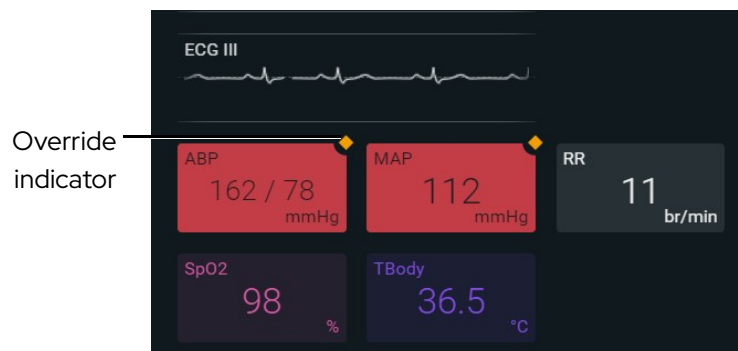 ECG III
Override
indicator
ABP
162 / 78
mmHg
MAP
112
mmHg
RR
11
br/min
SpO2
98
%
TBody
36.5
°C